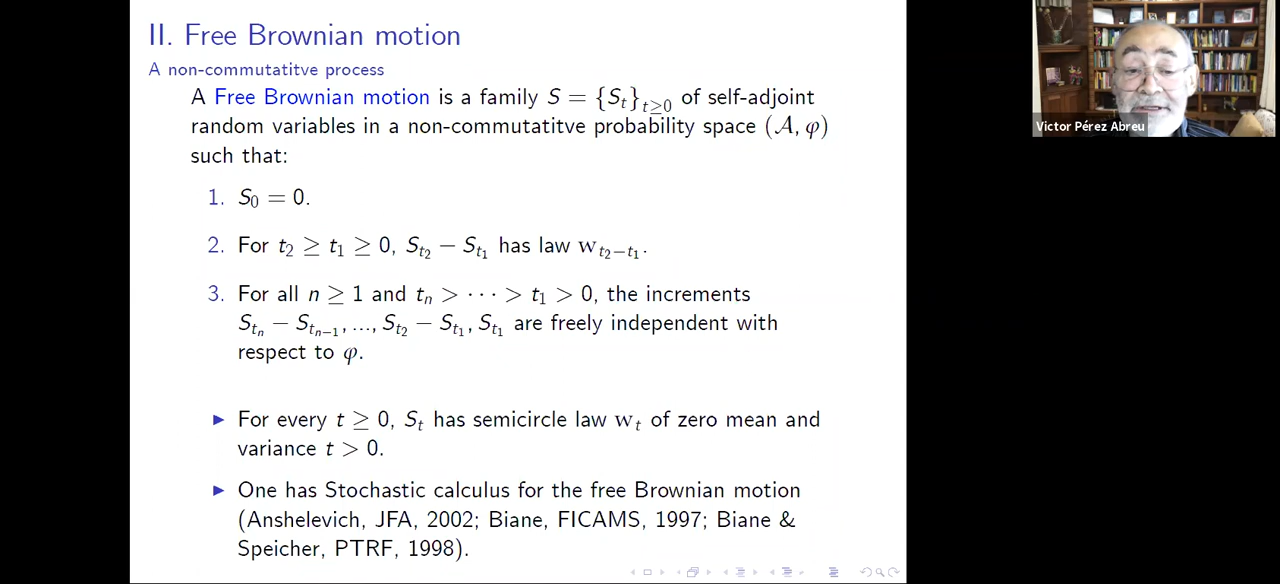 II. Free Brownian motion
A non-commutatitve process
A Free Brownian motion is a family S = {S_t}_{t≥0} of self-adjoint
random variables in a non-commutatitve probability space (𝒜, φ)
such that:
1. S_0 = 0.
2. For t_2 ≥ t_1 ≥ 0, S_{t_2} − S_{t_1} has law w_{t_2−t_1}.
3. For all n ≥ 1 and t_n > ⋯ > t_1 > 0, the increments
S_{t_n} − S_{t_{n−1}}, ..., S_{t_2} − S_{t_1}, S_{t_1} are freely independent with
respect to φ.
▶ For every t ≥ 0, S_t has semicircle law w_t of zero mean and
variance t > 0.
▶ One has Stochastic calculus for the free Brownian motion
(Anshelevich, JFA, 2002; Biane, FICAMS, 1997; Biane &
Speicher, PTRF, 1998).
Victor Pérez Abreu